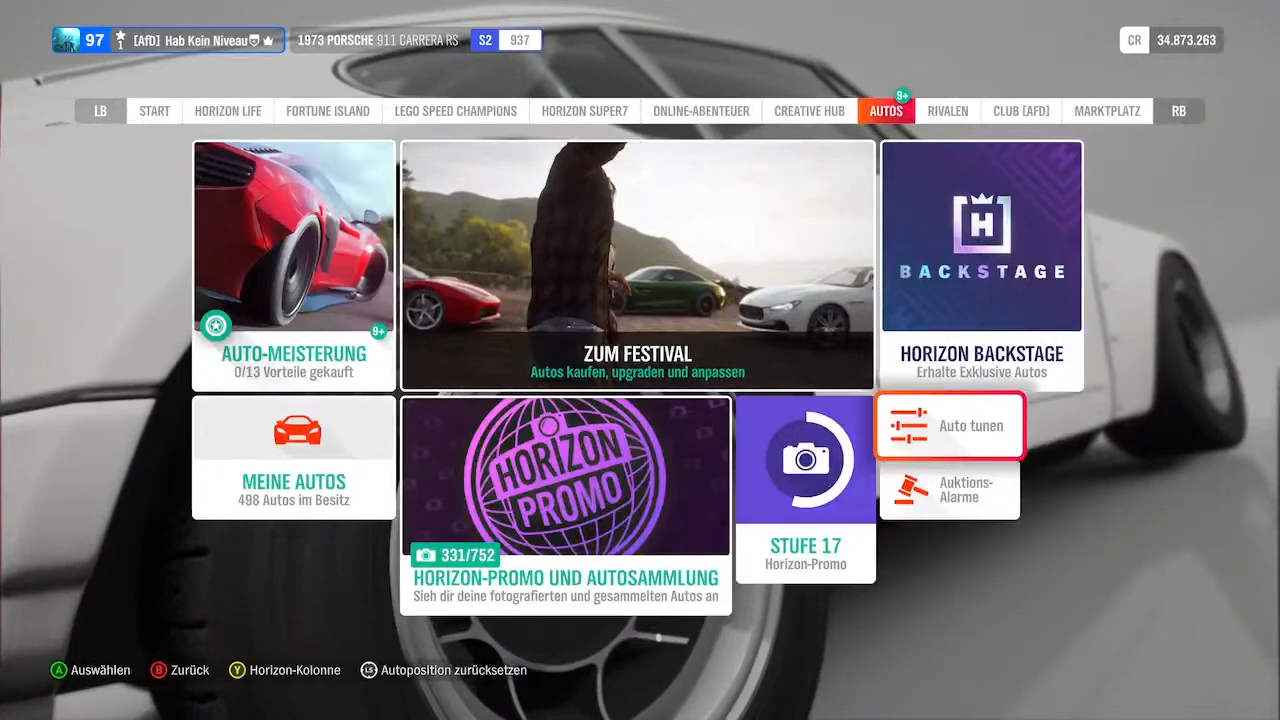 97
1
[AfD] Hab Kein Niveau
1973 PORSCHE 911 CARRERA RS
S2 937
CR 34.873.263
LB
START
HORIZON LIFE
FORTUNE ISLAND
LEGO SPEED CHAMPIONS
HORIZON SUPER7
ONLINE-ABENTEUER
CREATIVE HUB
AUTOS
9+
RIVALEN
CLUB [AFD]
MARKTPLATZ
RB
9+
AUTO-MEISTERUNG
0/13 Vorteile gekauft
ZUM FESTIVAL
Autos kaufen, upgraden und anpassen
H
BACKSTAGE
HORIZON BACKSTAGE
Erhalte Exklusive Autos
MEINE AUTOS
498 Autos im Besitz
HORIZON
PROMO
331/752
HORIZON-PROMO UND AUTOSAMMLUNG
Sieh dir deine fotografierten und gesammelten Autos an
STUFE 17
Horizon-Promo
Auto tunen
Auktions-
Alarme
A Auswählen
B Zurück
Y Horizon-Kolonne
LS Autoposition zurücksetzen